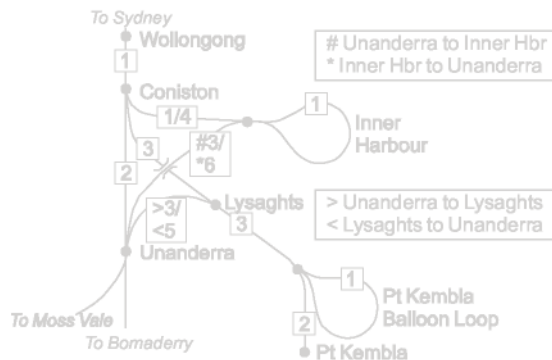 To Sydney
Wollongong
1
# Unanderra to Inner Hbr
* Inner Hbr to Unanderra
Coniston
1/4
1
Inner
Harbour
3
#3/
*6
2
>3/
<5
Lysaghts
3
> Unanderra to Lysaghts
< Lysaghts to Unanderra
Unanderra
1
Pt Kembla
Balloon Loop
2
To Moss Vale
To Bomaderry
Pt Kembla